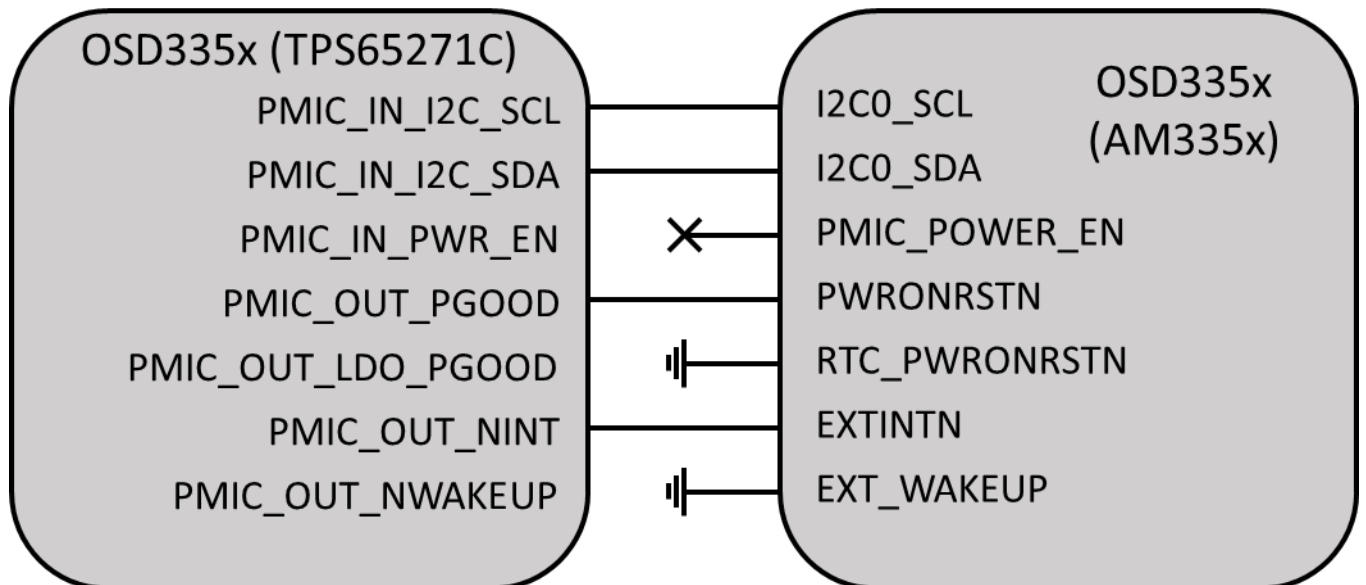 OSD335x (TPS65271C)
PMIC_IN_I2C_SCL
PMIC_IN_I2C_SDA
PMIC_IN_PWR_EN
PMIC_OUT_PGOOD
PMIC_OUT_LDO_PGOOD
PMIC_OUT_NINT
PMIC_OUT_NWAKEUP
OSD335x
(AM335x)
I2C0_SCL
I2C0_SDA
PMIC_POWER_EN
PWRONRSTN
RTC_PWRONRSTN
EXTINTN
EXT_WAKEUP